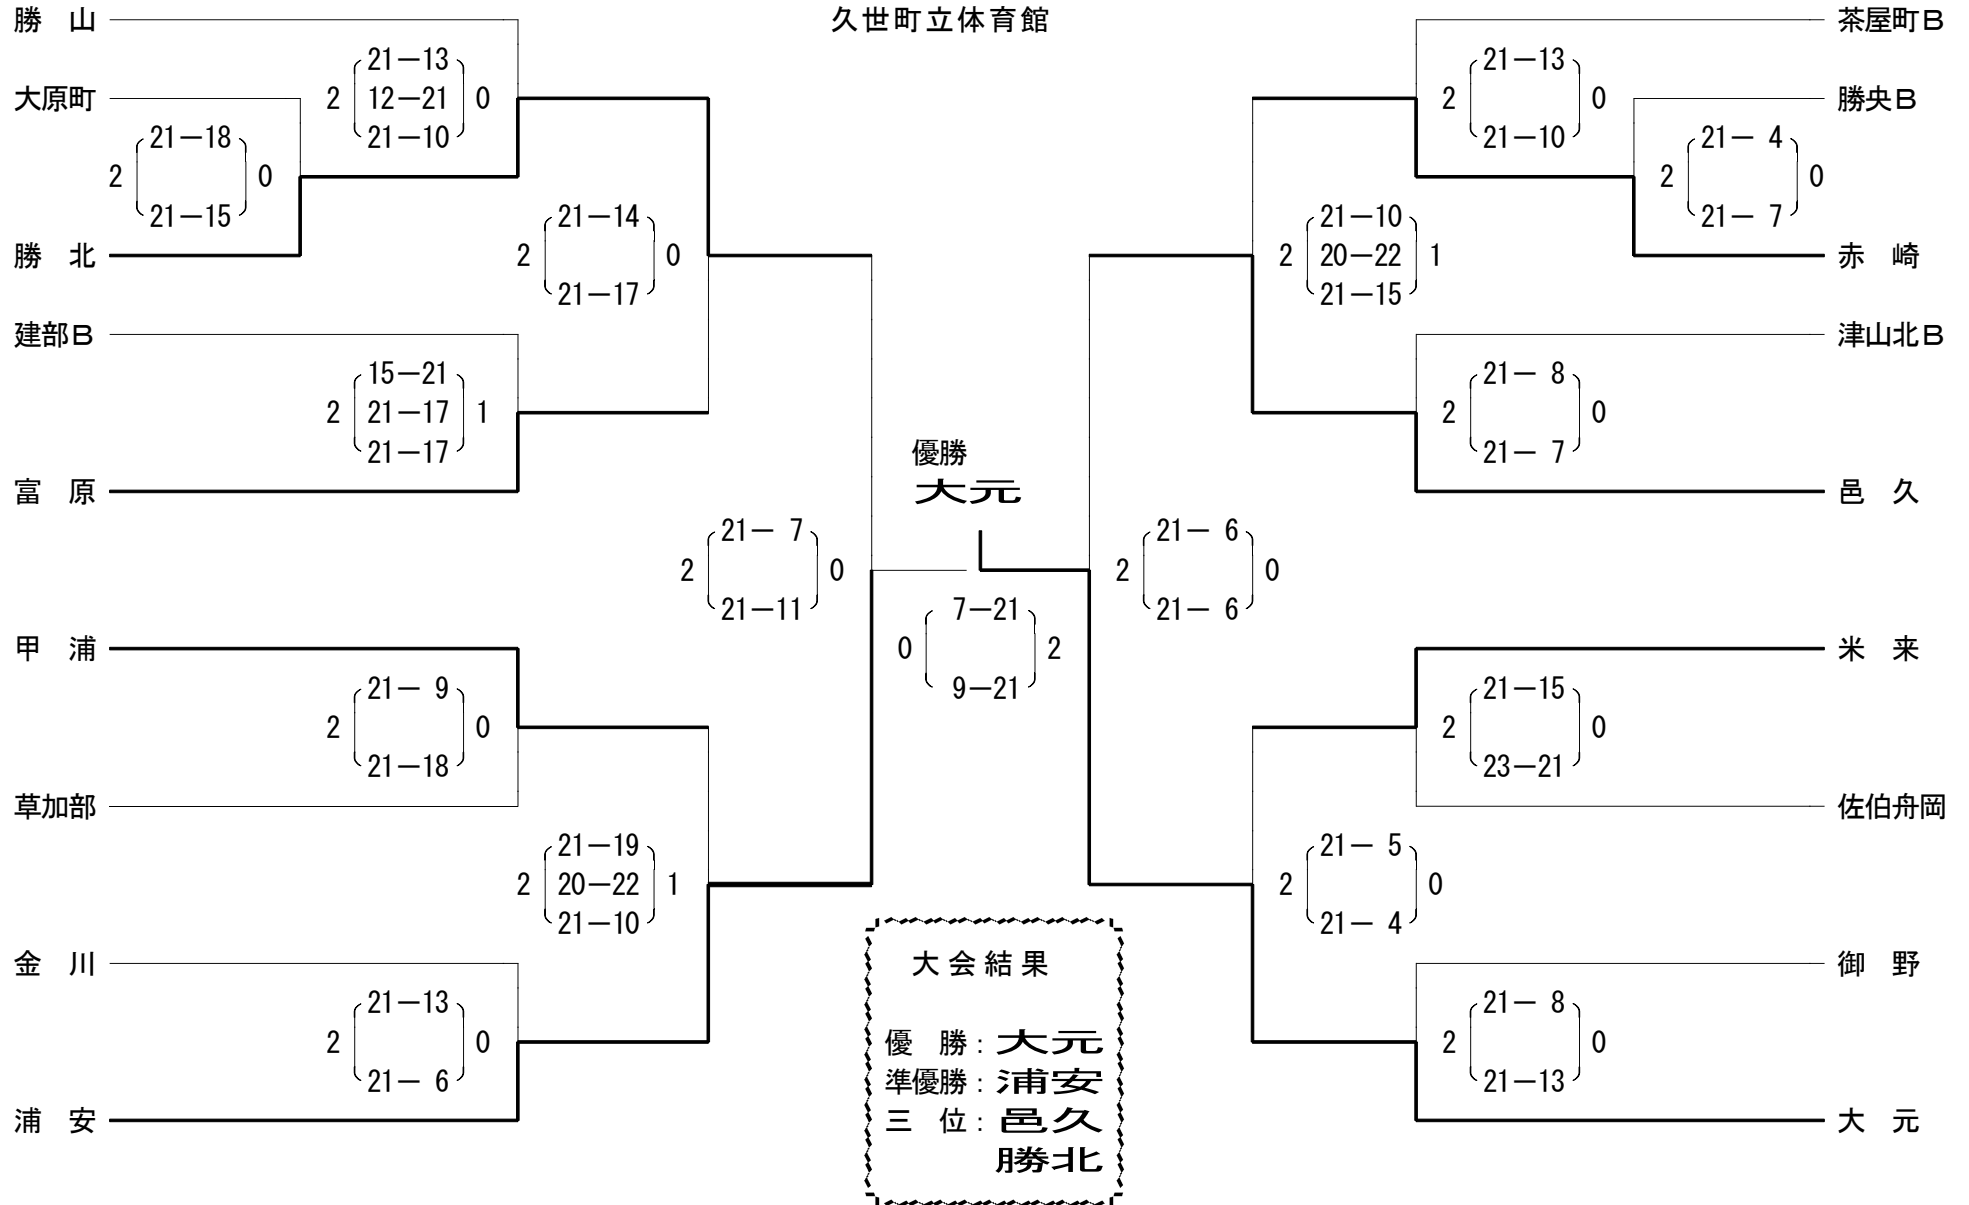 久世町立体育館
勝　山
21－13
2 12－21 0
21－10
大原町
21－18
2 0
21－15
勝　北
21－14
2 0
21－17
建部Ｂ
15－21
2 21－17 1
21－17
富　原
21－ 7
2 0
21－11
甲　浦
21－ 9
2 0
21－18
草加部
21－19
2 20－22 1
21－10
金　川
21－13
2 0
21－ 6
浦　安
優勝
大元
7－21
0 2
9－21
茶屋町Ｂ
21－13
2 0
21－10
勝央Ｂ
21－ 4
2 0
21－ 7
赤　崎
21－10
2 20－22 1
21－15
津山北Ｂ
21－ 8
2 0
21－ 7
邑　久
21－ 6
2 0
21－ 6
米　来
21－15
2 0
23－21
佐伯舟岡
21－ 5
2 0
21－ 4
御　野
21－ 8
2 0
21－13
大　元
大会結果
優　勝：大元
準優勝：浦安
三　位：邑久
勝北